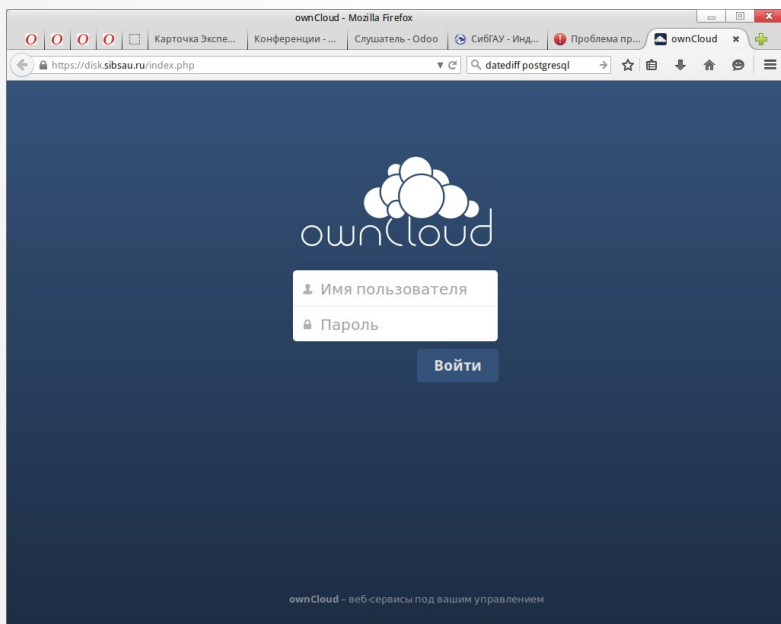 ownCloud - Mozilla Firefox
O O O O Карточка Экспе... Конференции - ... Слушатель - Odoo СибГАУ - Инд... Проблема пр... ownCloud
https://disk.sibsau.ru/index.php datediff postgresql
ownCloud
Имя пользователя
Пароль
Войти
ownCloud – веб-сервисы под вашим управлением